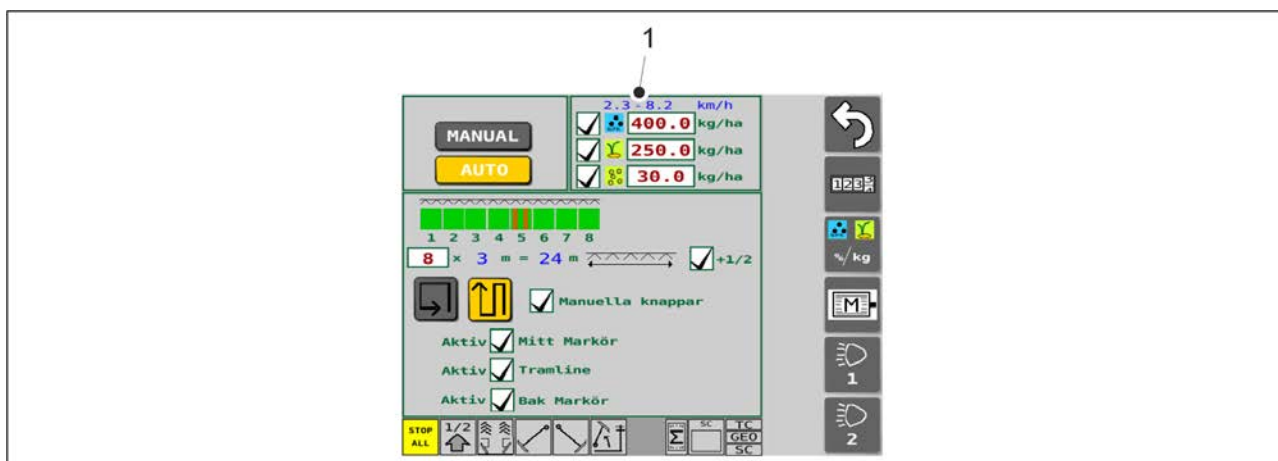 1
2.3-8.2 km/h
MANUAL
400.0 kg/ha
AUTO
250.0 kg/ha
30.0 kg/ha
1 2 3 4 5 6 7 8
8 x 3 m = 24 m +1/2
Manuella knappar
Aktiv Mitt Markör
Aktiv Tramline
Aktiv Bak Markör
STOP
ALL
1/2
Σ
SC
TC
GEO
SC
%/kg
M
1
2